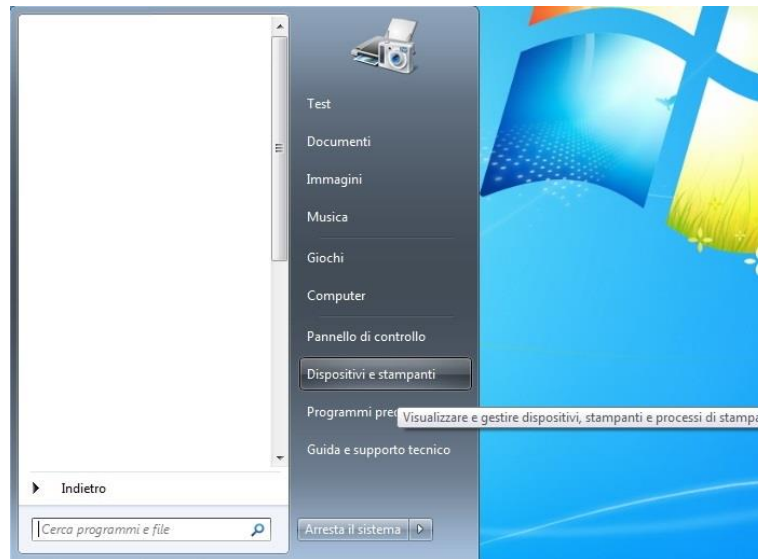 Test
Documenti
Immagini
Musica
Giochi
Computer
Pannello di controllo
Dispositivi e stampanti
Programmi
Visualizzare e gestire dispositivi, stampanti e processi di
Guida e supporto tecnico
Indietro
Cerca programmi e file
Arresta il sistema